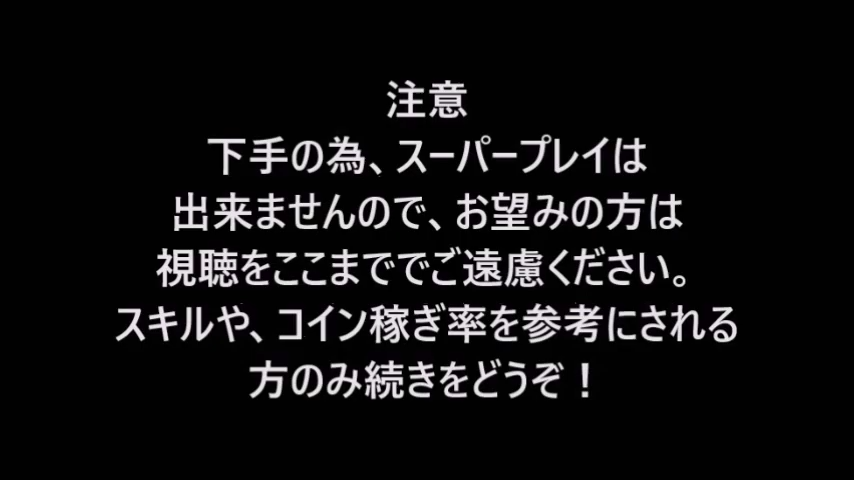 注意
下手の為、スーパープレイは
出来ませんので、お望みの方は
視聴をここまででご遠慮ください。
スキルや、コイン稼ぎ率を参考にされる
方のみ続きをどうぞ！